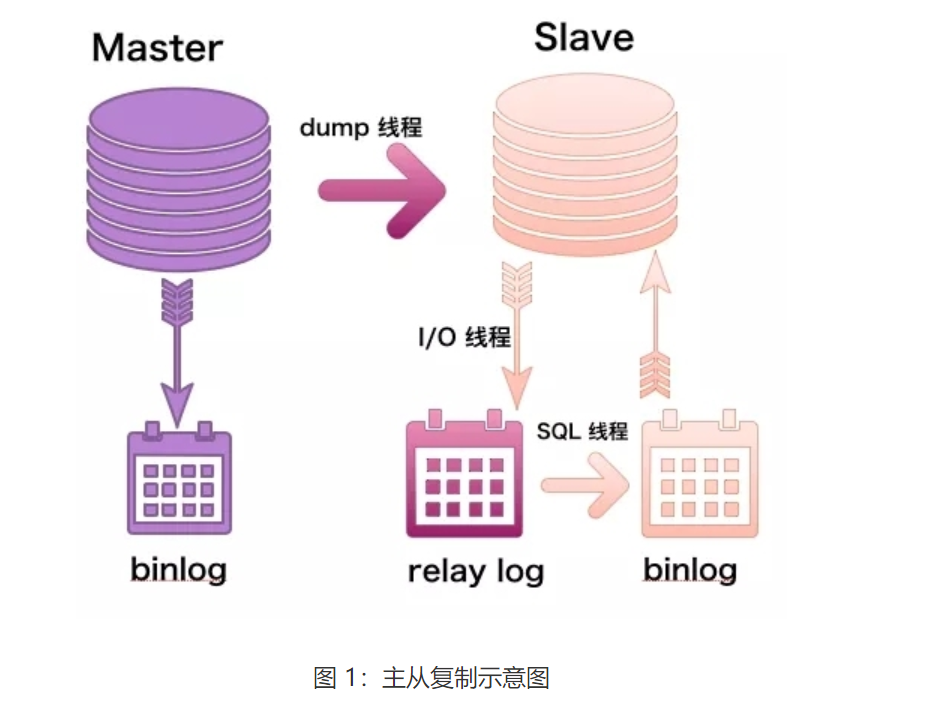 Master
Slave
dump 线程
I/O 线程
SQL 线程
binlog
relay log
binlog
图 1：主从复制示意图